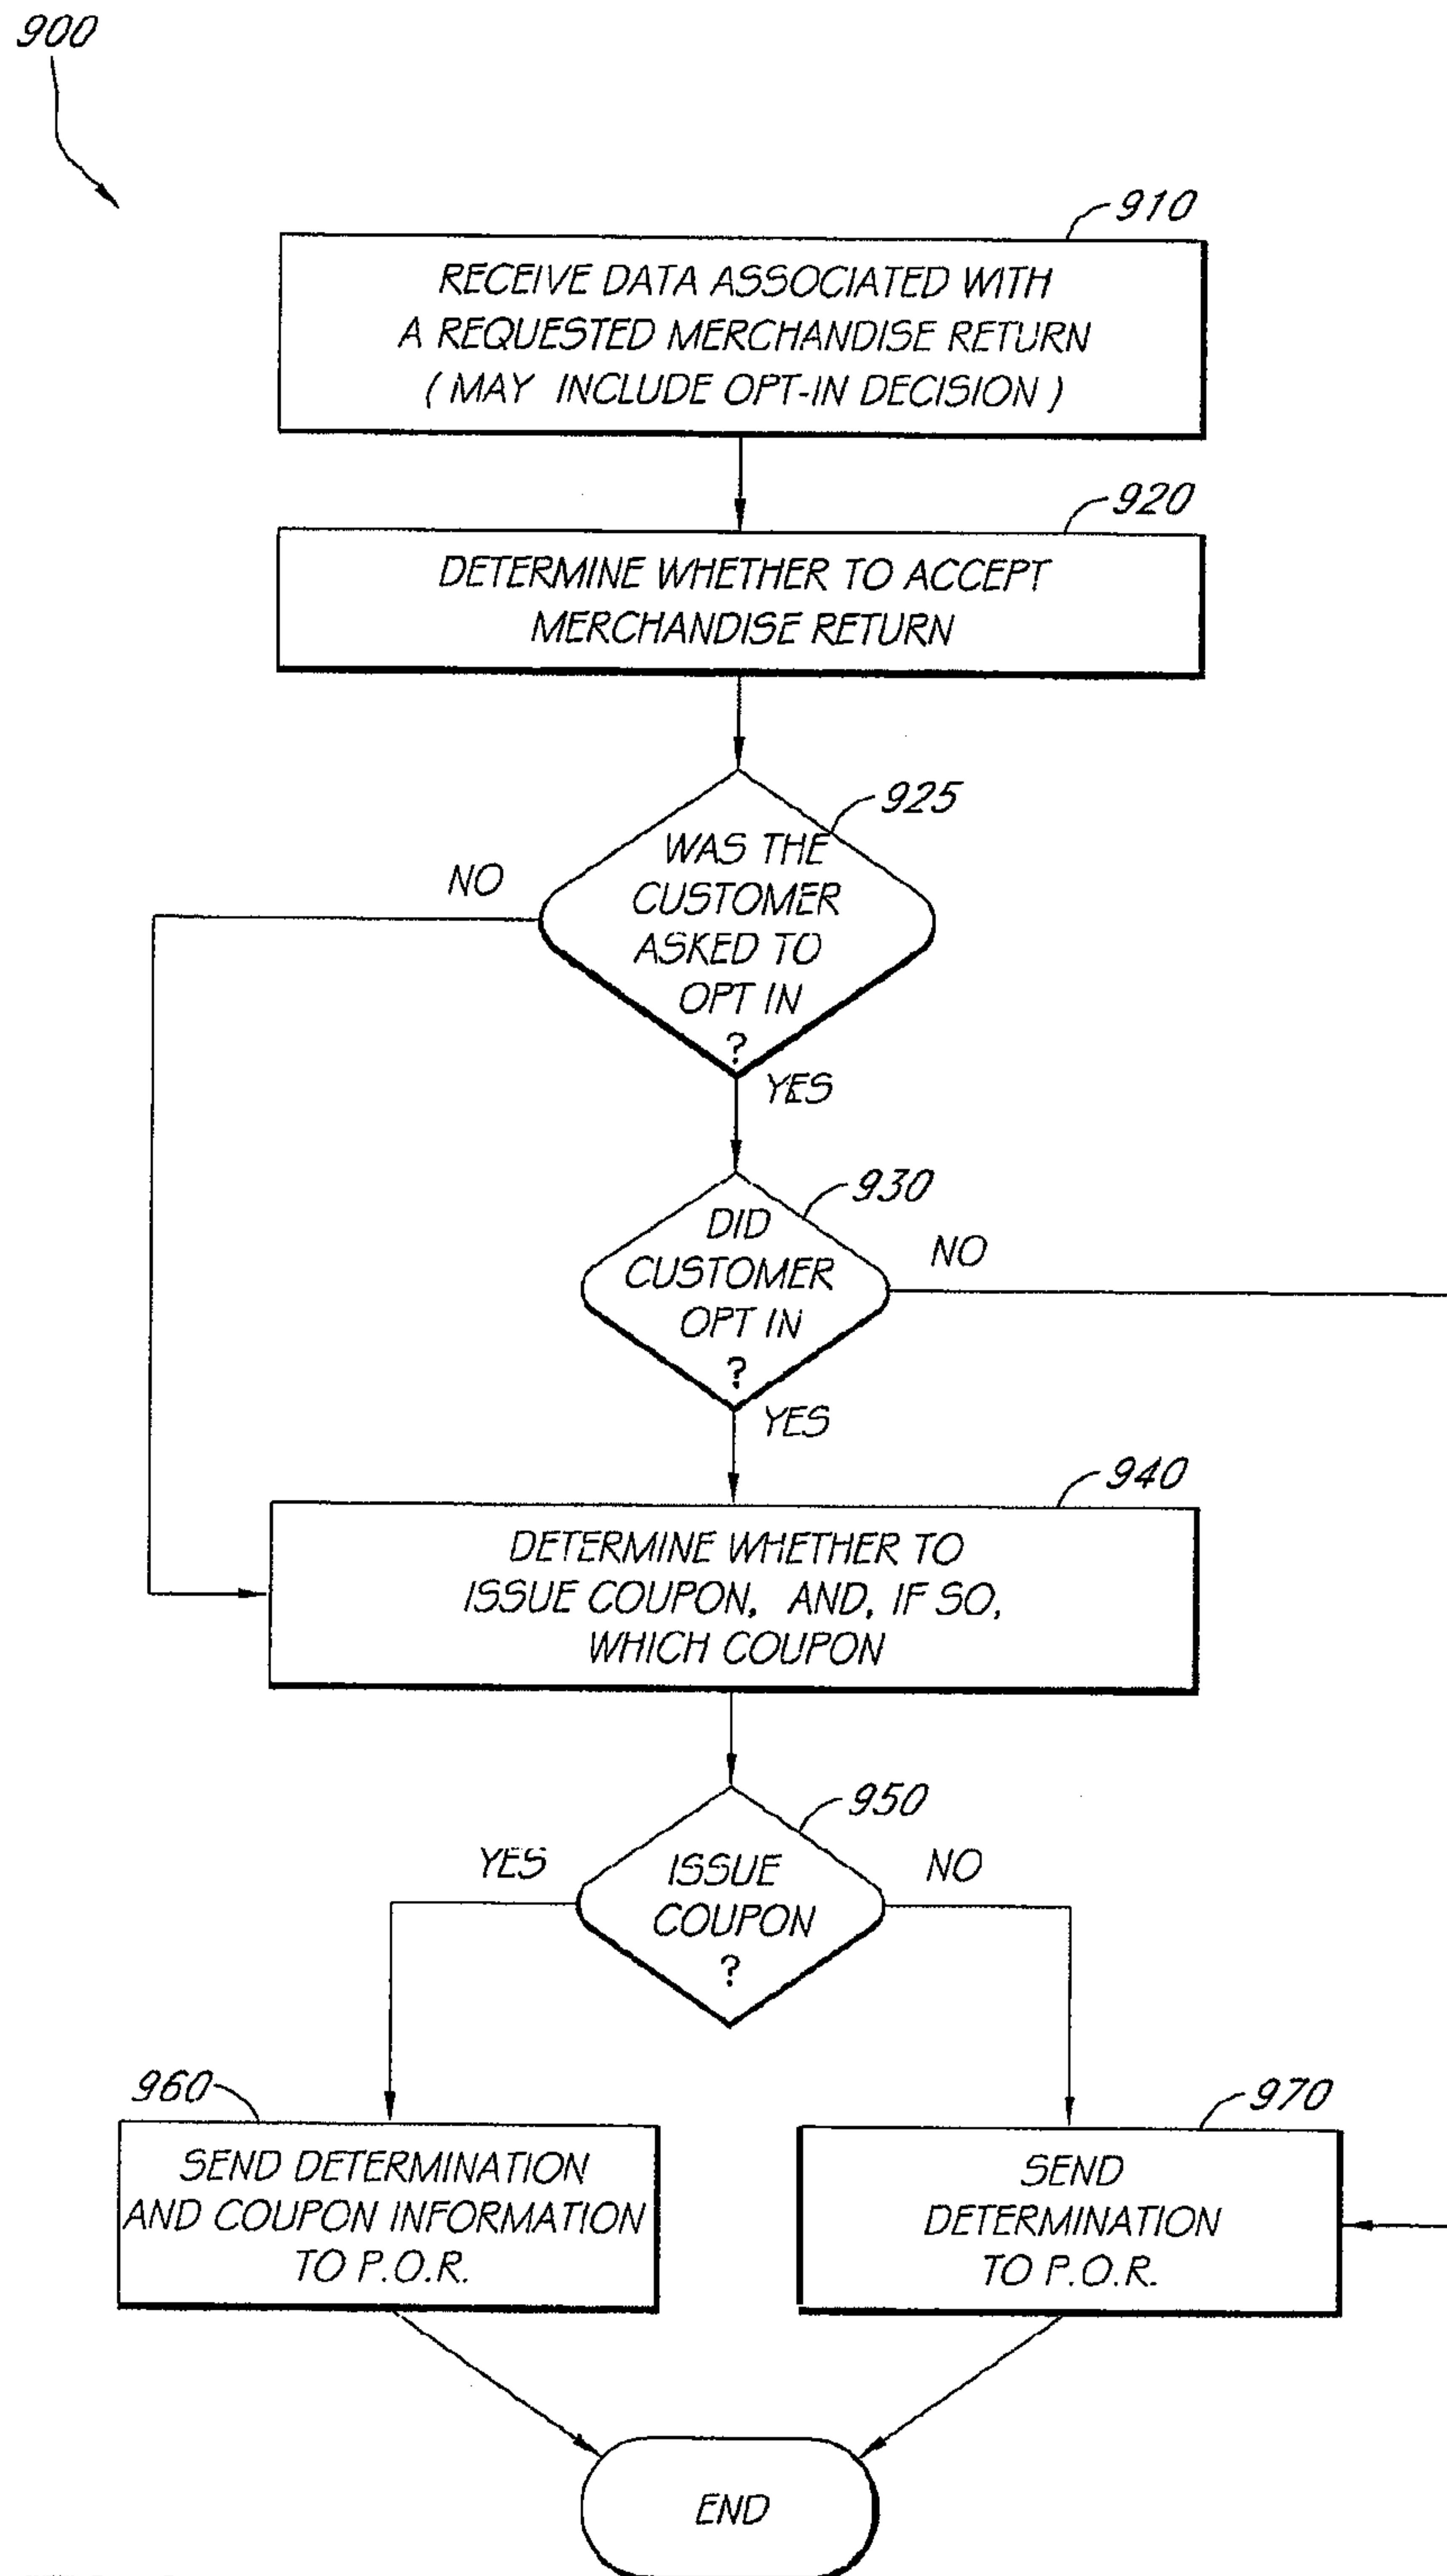 900
910
RECEIVE DATA ASSOCIATED WITH
A REQUESTED MERCHANDISE RETURN
( MAY INCLUDE OPT-IN DECISION )
920
DETERMINE WHETHER TO ACCEPT
MERCHANDISE RETURN
925
WAS THE
CUSTOMER
ASKED TO
OPT IN
?
NO
YES
930
DID
CUSTOMER
OPT IN
?
NO
YES
940
DETERMINE WHETHER TO
ISSUE COUPON, AND, IF SO,
WHICH COUPON
950
ISSUE
COUPON
?
YES
NO
960
SEND DETERMINATION
AND COUPON INFORMATION
TO P.O.R.
970
SEND
DETERMINATION
TO P.O.R.
END